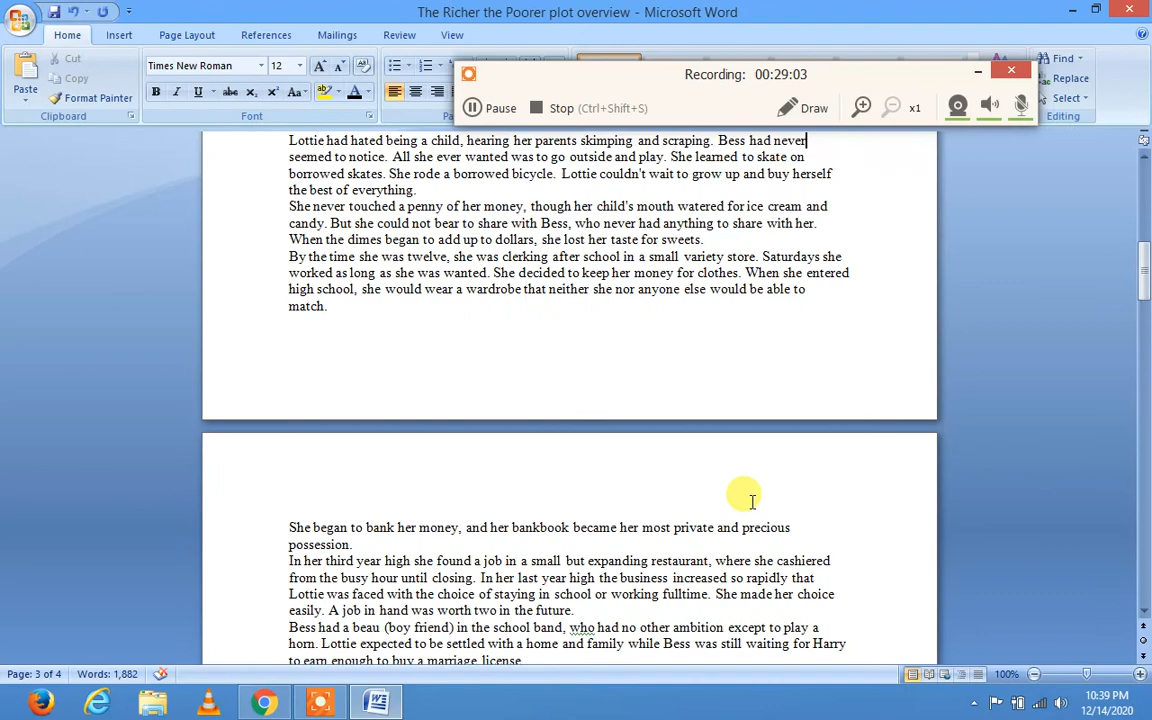 The Richer the Poorer plot overview - Microsoft Word
Home Insert Page Layout References Mailings Review View
Cut
Copy
Format Painter
Paste
Clipboard
Times New Roman 12
Font
Find
Replace
Select
Editing
Recording: 00:29:03
Pause Stop (Ctrl+Shift+S) Draw x1
Lottie had hated being a child, hearing her parents skimping and scraping. Bess had never
seemed to notice. All she ever wanted was to go outside and play. She learned to skate on
borrowed skates. She rode a borrowed bicycle. Lottie couldn't wait to grow up and buy herself
the best of everything.
She never touched a penny of her money, though her child's mouth watered for ice cream and
candy. But she could not bear to share with Bess, who never had anything to share with her.
When the dimes began to add up to dollars, she lost her taste for sweets.
By the time she was twelve, she was clerking after school in a small variety store. Saturdays she
worked as long as she was wanted. She decided to keep her money for clothes. When she entered
high school, she would wear a wardrobe that neither she nor anyone else would be able to
match.
She began to bank her money, and her bankbook became her most private and precious
possession.
In her third year high she found a job in a small but expanding restaurant, where she cashiered
from the busy hour until closing. In her last year high the business increased so rapidly that
Lottie was faced with the choice of staying in school or working fulltime. She made her choice
easily. A job in hand was worth two in the future.
Bess had a beau (boy friend) in the school band, who had no other ambition except to play a
horn. Lottie expected to be settled with a home and family while Bess was still waiting for Harry
to earn enough to buy a marriage license.
Page: 3 of 4 Words: 1,882 100%
10:39 PM
12/14/2020